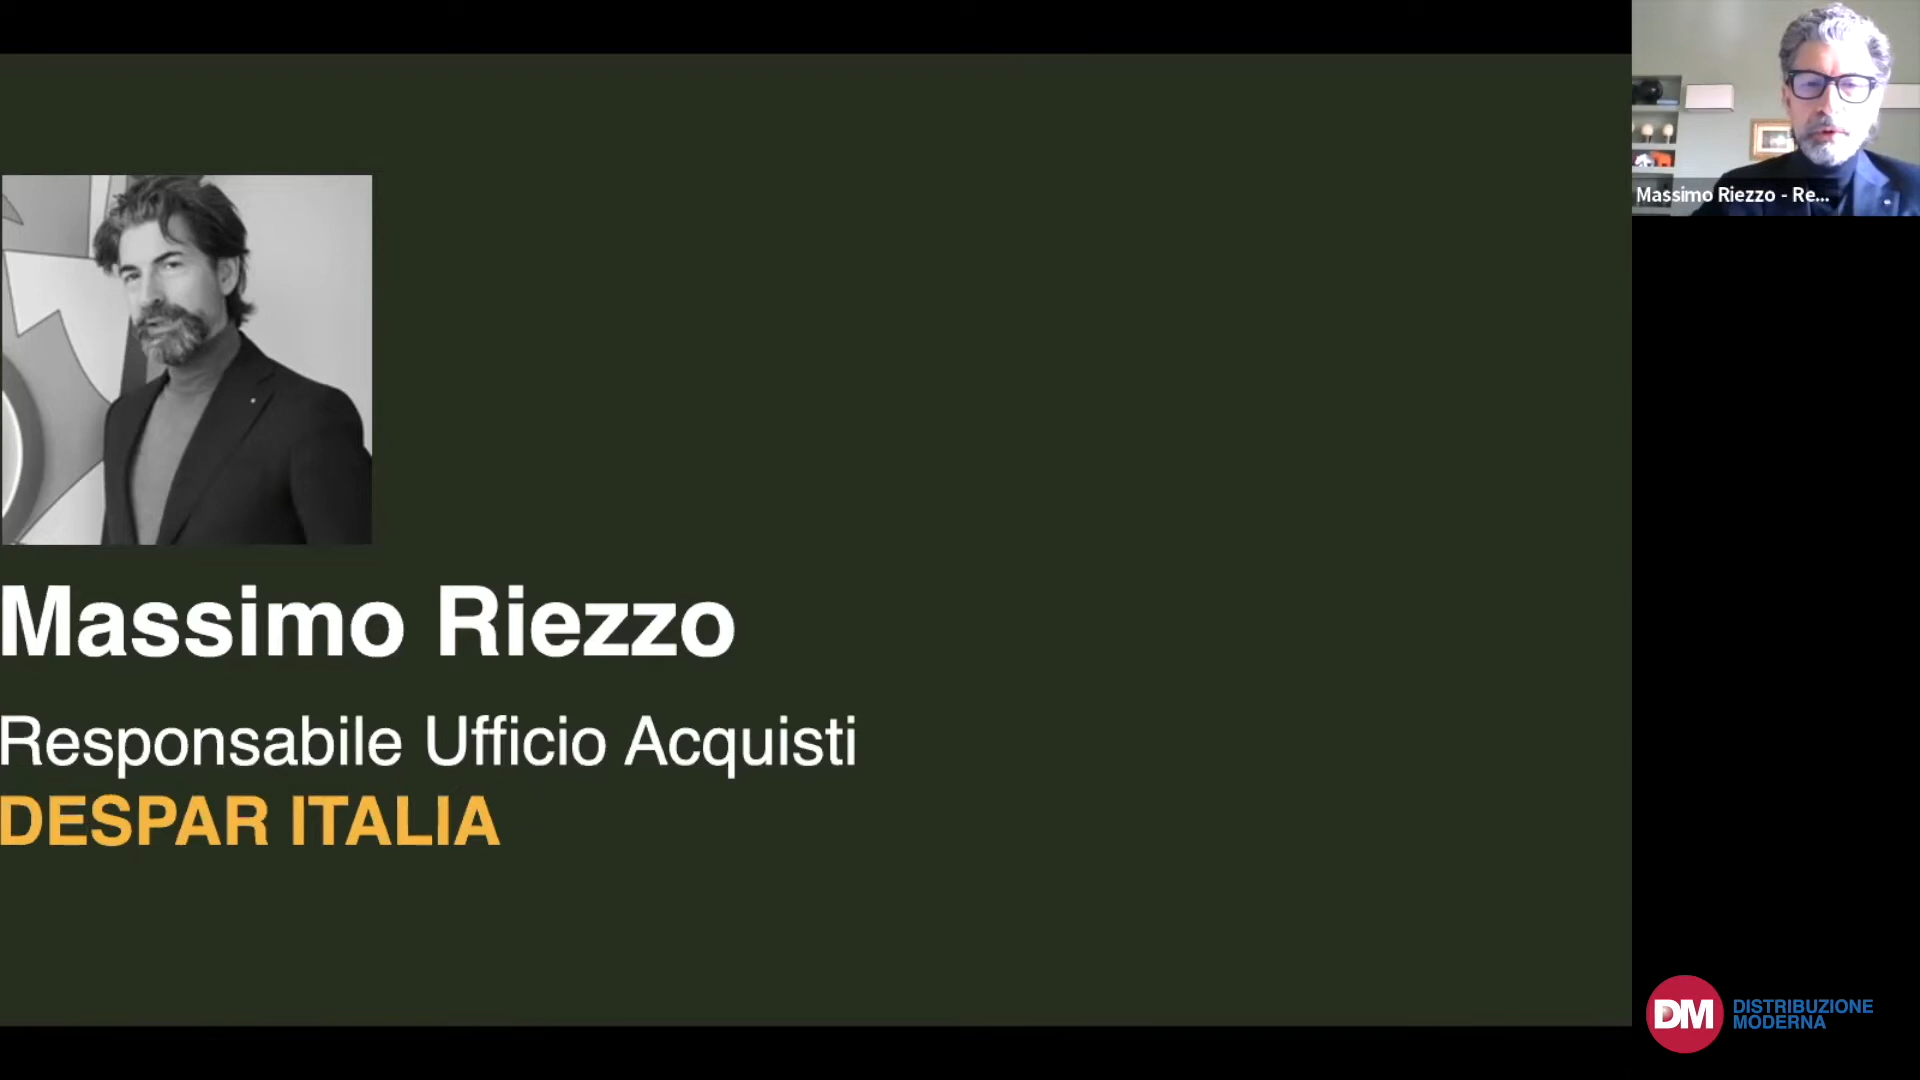 Massimo Riezzo - Re...
Massimo Riezzo
Responsabile Ufficio Acquisti
DESPAR ITALIA
DM DISTRIBUZIONE
MODERNA